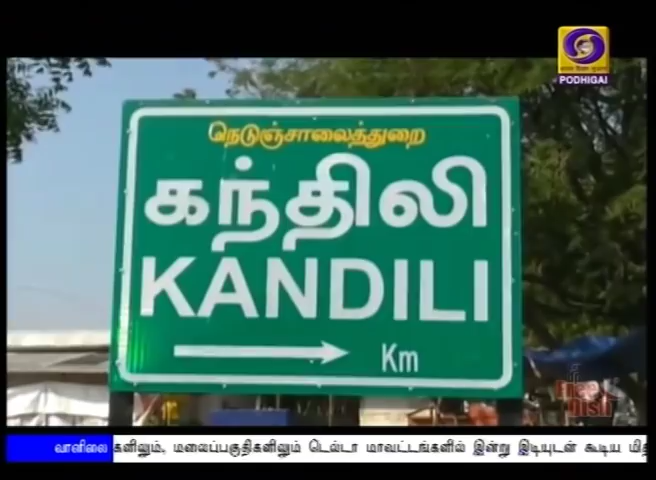 PODHIGAI
நெடுஞ்சாலைத்துறை
கந்திலி
KANDILI
Km
வானிலை களிலும், மலைப்பகுதிகளிலும் டெல்டா மாவட்டங்களில் இன்று இடியுடன் கூடிய மித